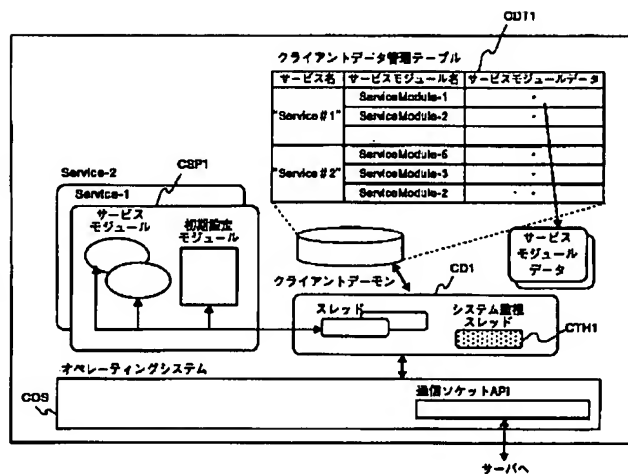 CDT1
クライアントデータ管理テーブル
サービス名 サービスモジュール名 サービスモジュールデータ
"Service#1" ServiceModule-1
ServiceModule-2
"Service#2" ServiceModule-5
ServiceModule-3
ServiceModule-2
Service-2
CSP1
Service-1
サービスモジュール
初期設定モジュール
サービスモジュールデータ
クライアントデーモン
CD1
スレッド
システム監視スレッド
CTH1
オペレーティングシステム
COS
通信ソケットAPI
サーバへ